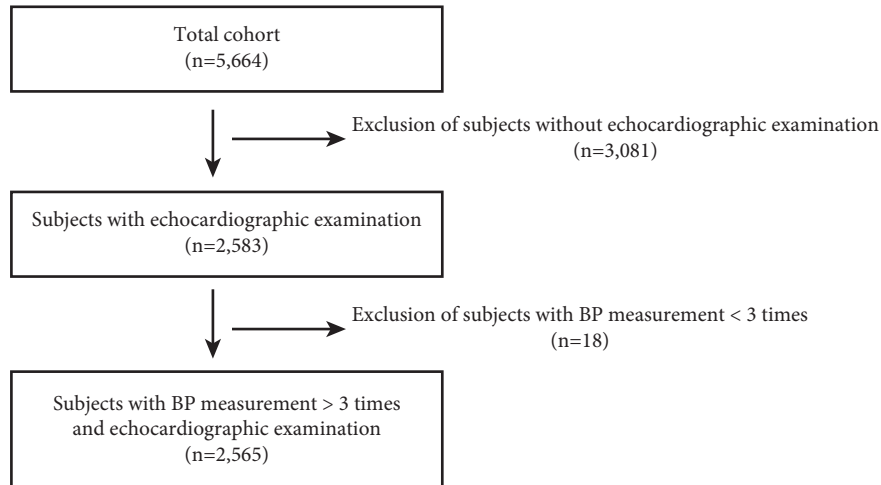 Total cohort
(n=5,664)
Exclusion of subjects without echocardiographic examination
(n=3,081)
Subjects with echocardiographic examination
(n=2,583)
Exclusion of subjects with BP measurement < 3 times
(n=18)
Subjects with BP measurement > 3 times
and echocardiographic examination
(n=2,565)